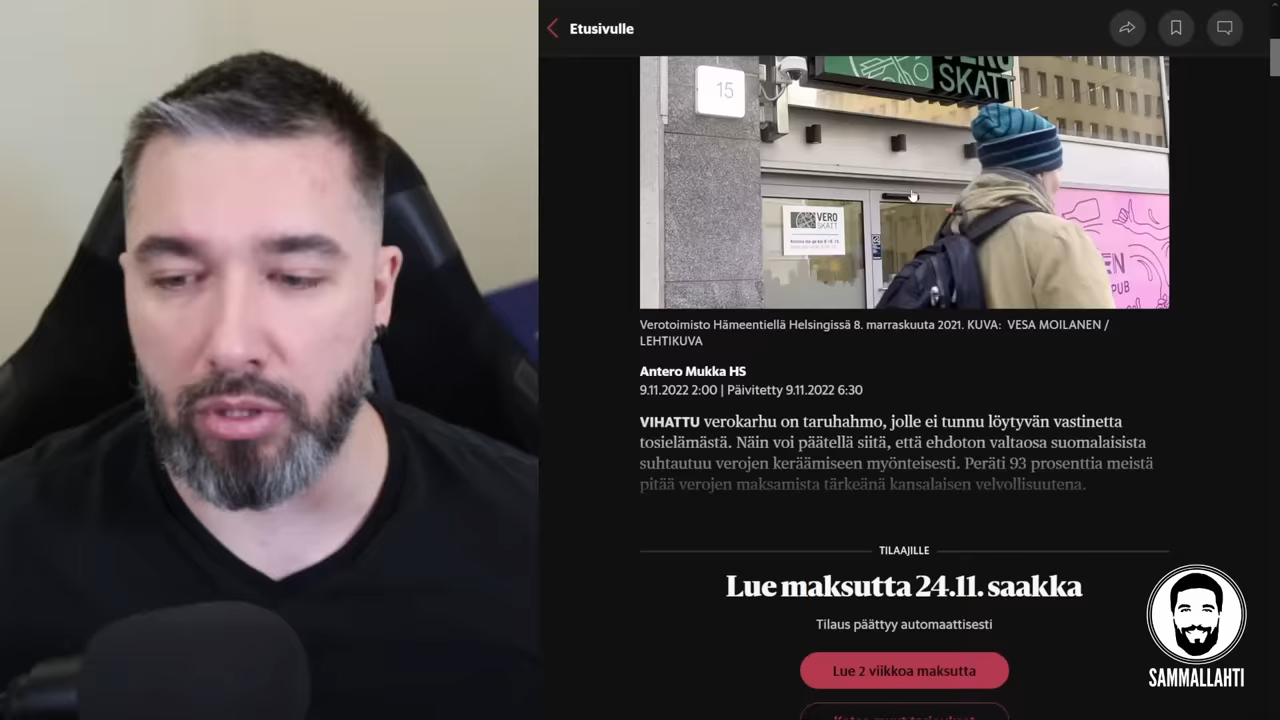 Etusivulle
VERO
SKATT
15
VERO
SKATT
PUB
Verotoimisto Hämeentiellä Helsingissä 8. marraskuuta 2021. KUVA: VESA MOILANEN /
LEHTIKUVA
Antero Mukka HS
9.11.2022 2:00 | Päivitetty 9.11.2022 6:30
VIHATTU verokarhu on taruhahmo, jolle ei tunnu löytyvän vastinetta
tosielämästä. Näin voi päätellä siitä, että ehdoton valtaosa suomalaisista
suhtautuu verojen keräämiseen myönteisesti. Peräti 93 prosenttia meistä
pitää verojen maksamista tärkeänä kansalaisen velvollisuutena.
TILAAJILLE
Lue maksutta 24.11. saakka
Tilaus päättyy automaattisesti
Lue 2 viikkoa maksutta
SAMMALLAHTI